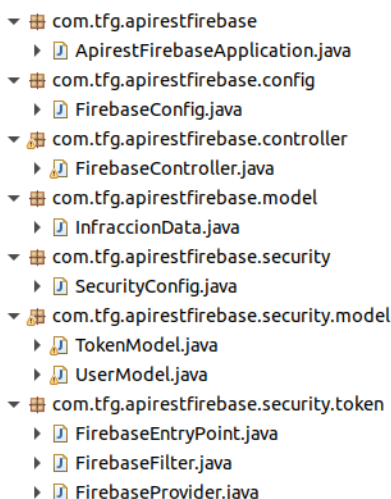 com.tfg.apirestfirebase
ApirestFirebaseApplication.java
com.tfg.apirestfirebase.config
FirebaseConfig.java
com.tfg.apirestfirebase.controller
FirebaseController.java
com.tfg.apirestfirebase.model
InfraccionData.java
com.tfg.apirestfirebase.security
SecurityConfig.java
com.tfg.apirestfirebase.security.model
TokenModel.java
UserModel.java
com.tfg.apirestfirebase.security.token
FirebaseEntryPoint.java
FirebaseFilter.java
FirebaseProvider.java